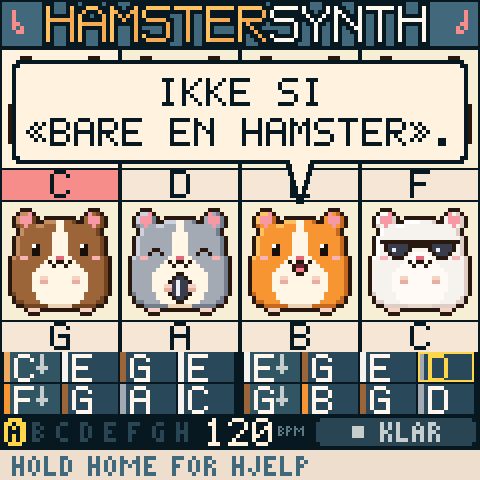 HAMSTERSYNTH
IKKE SI
«BARE EN HAMSTER».
C D F
G A B C
C↓ E G E E↓ G E D
F↓ G A C G↓ B G D
A B C D E F G H 120 BPM ■ KLAR
HOLD HOME FOR HJELP